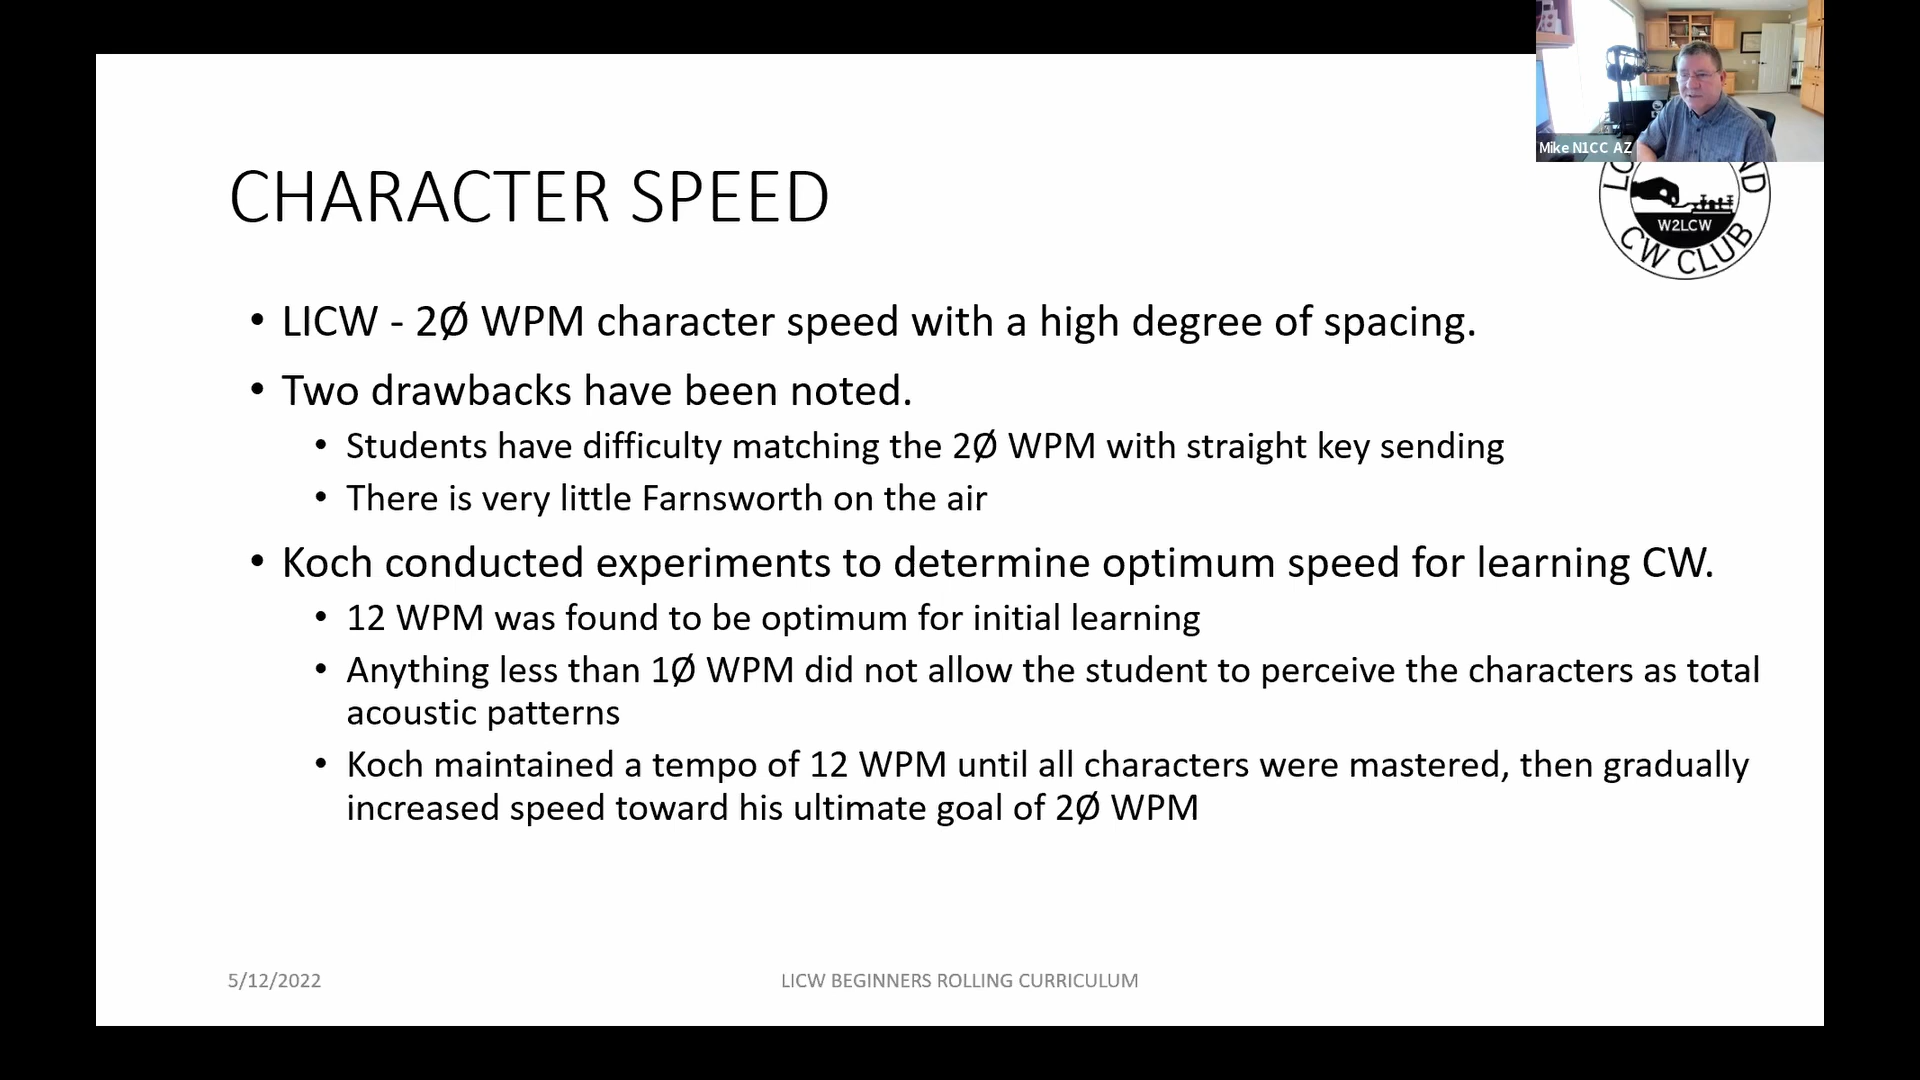 Mike N1CC AZ
CHARACTER SPEED
W2LCW
CW CLUB
• LICW - 2Ø WPM character speed with a high degree of spacing.
• Two drawbacks have been noted.
• Students have difficulty matching the 2Ø WPM with straight key sending
• There is very little Farnsworth on the air
• Koch conducted experiments to determine optimum speed for learning CW.
• 12 WPM was found to be optimum for initial learning
• Anything less than 1Ø WPM did not allow the student to perceive the characters as total
acoustic patterns
• Koch maintained a tempo of 12 WPM until all characters were mastered, then gradually
increased speed toward his ultimate goal of 2Ø WPM
5/12/2022
LICW BEGINNERS ROLLING CURRICULUM